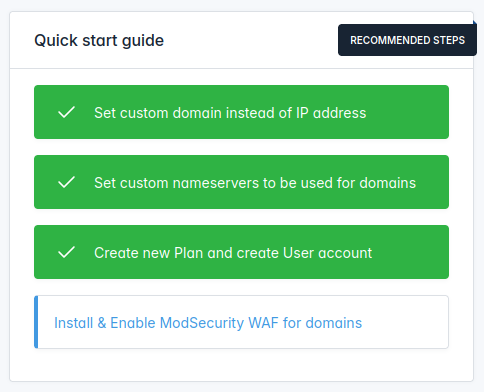 Quick start guide
RECOMMENDED STEPS
Set custom domain instead of IP address
Set custom nameservers to be used for domains
Create new Plan and create User account
Install & Enable ModSecurity WAF for domains